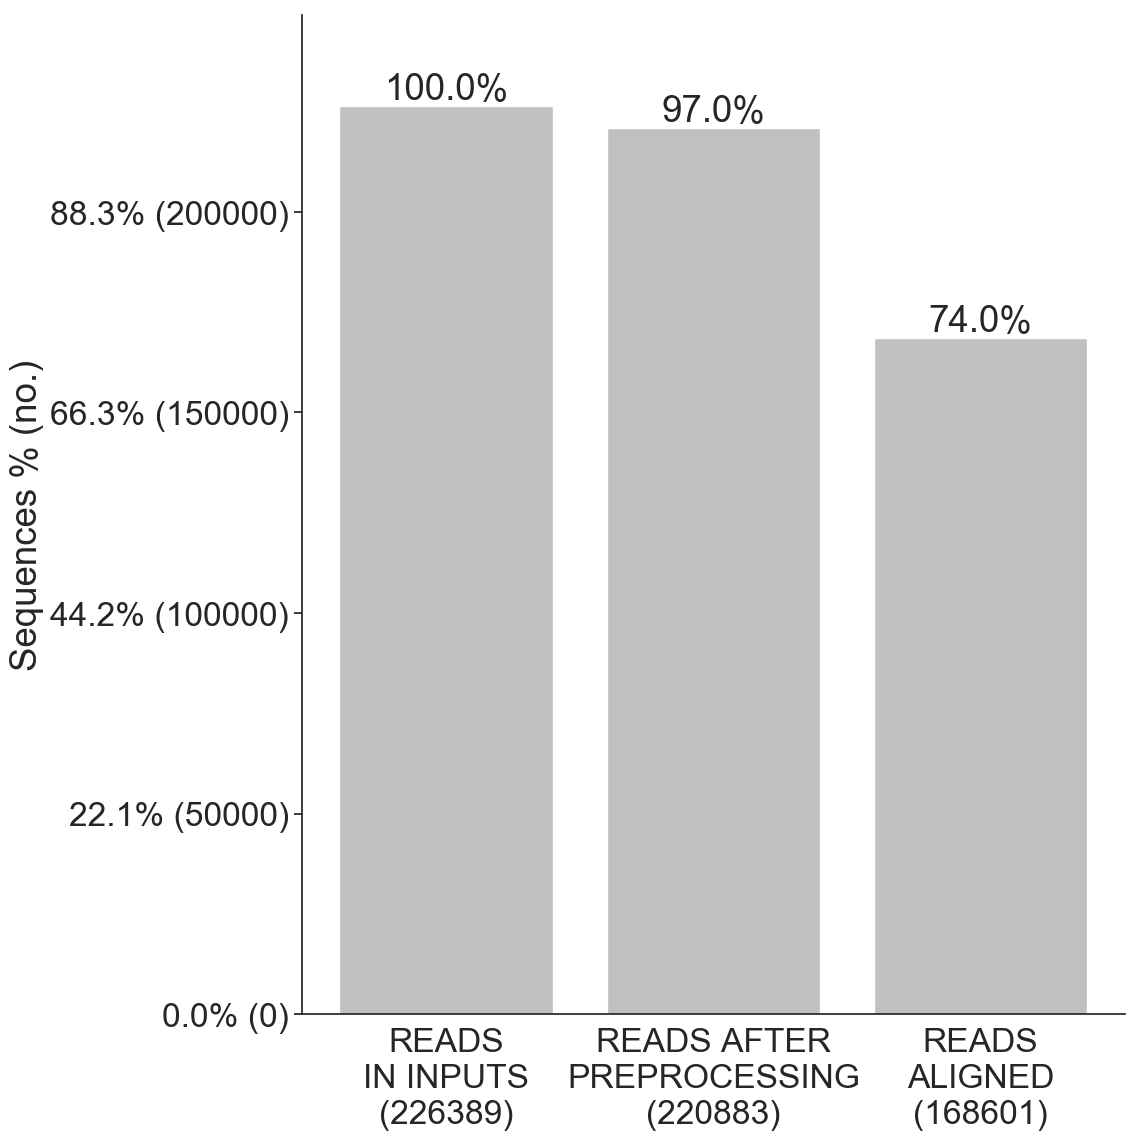 100.0%
97.0%
74.0%
Sequences % (no.)
88.3% (200000)
66.3% (150000)
44.2% (100000)
22.1% (50000)
0.0% (0)
READS
IN INPUTS
(226389)
READS AFTER
PREPROCESSING
(220883)
READS
ALIGNED
(168601)